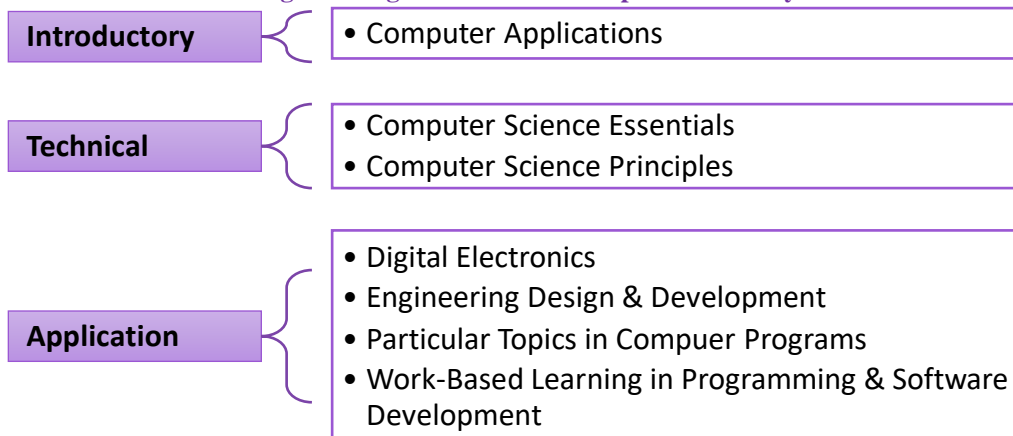 Introductory
• Computer Applications
Technical
• Computer Science Essentials
• Computer Science Principles
Application
• Digital Electronics
• Engineering Design & Development
• Particular Topics in Compuer Programs
• Work-Based Learning in Programming & Software
Development